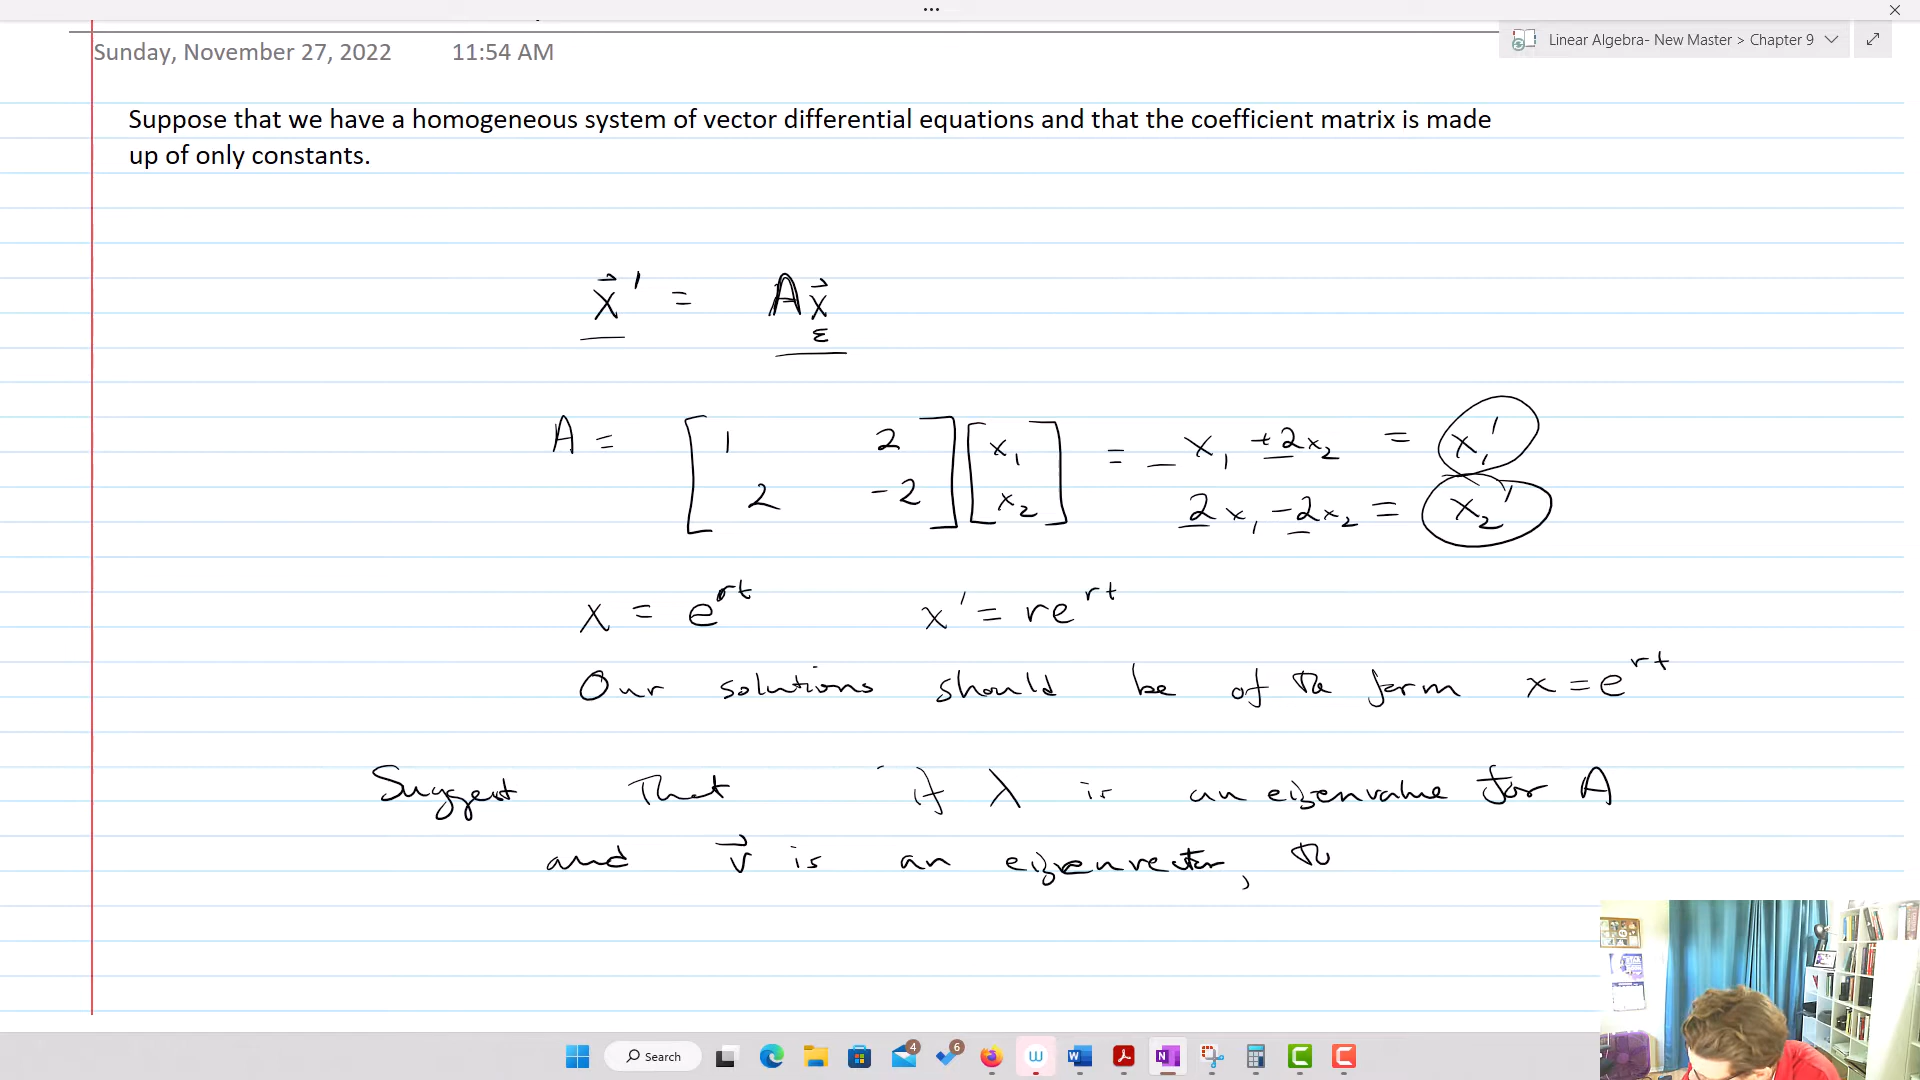 Sunday, November 27, 2022 11:54 AM
Linear Algebra- New Master > Chapter 9
Suppose that we have a homogeneous system of vector differential equations and that the coefficient matrix is made
up of only constants.
x⃗' = Ax⃗
A = [1 2; 2 -2] [x₁; x₂] = x₁ + 2x₂ = x₁'
2x₁ - 2x₂ = x₂'
x = e^{rt} x' = re^{rt}
Our solutions should be of the form x = e^{rt}
Suggest that if λ is an eigenvalue for A
and v⃗ is an eigenvector,
Search
4
6